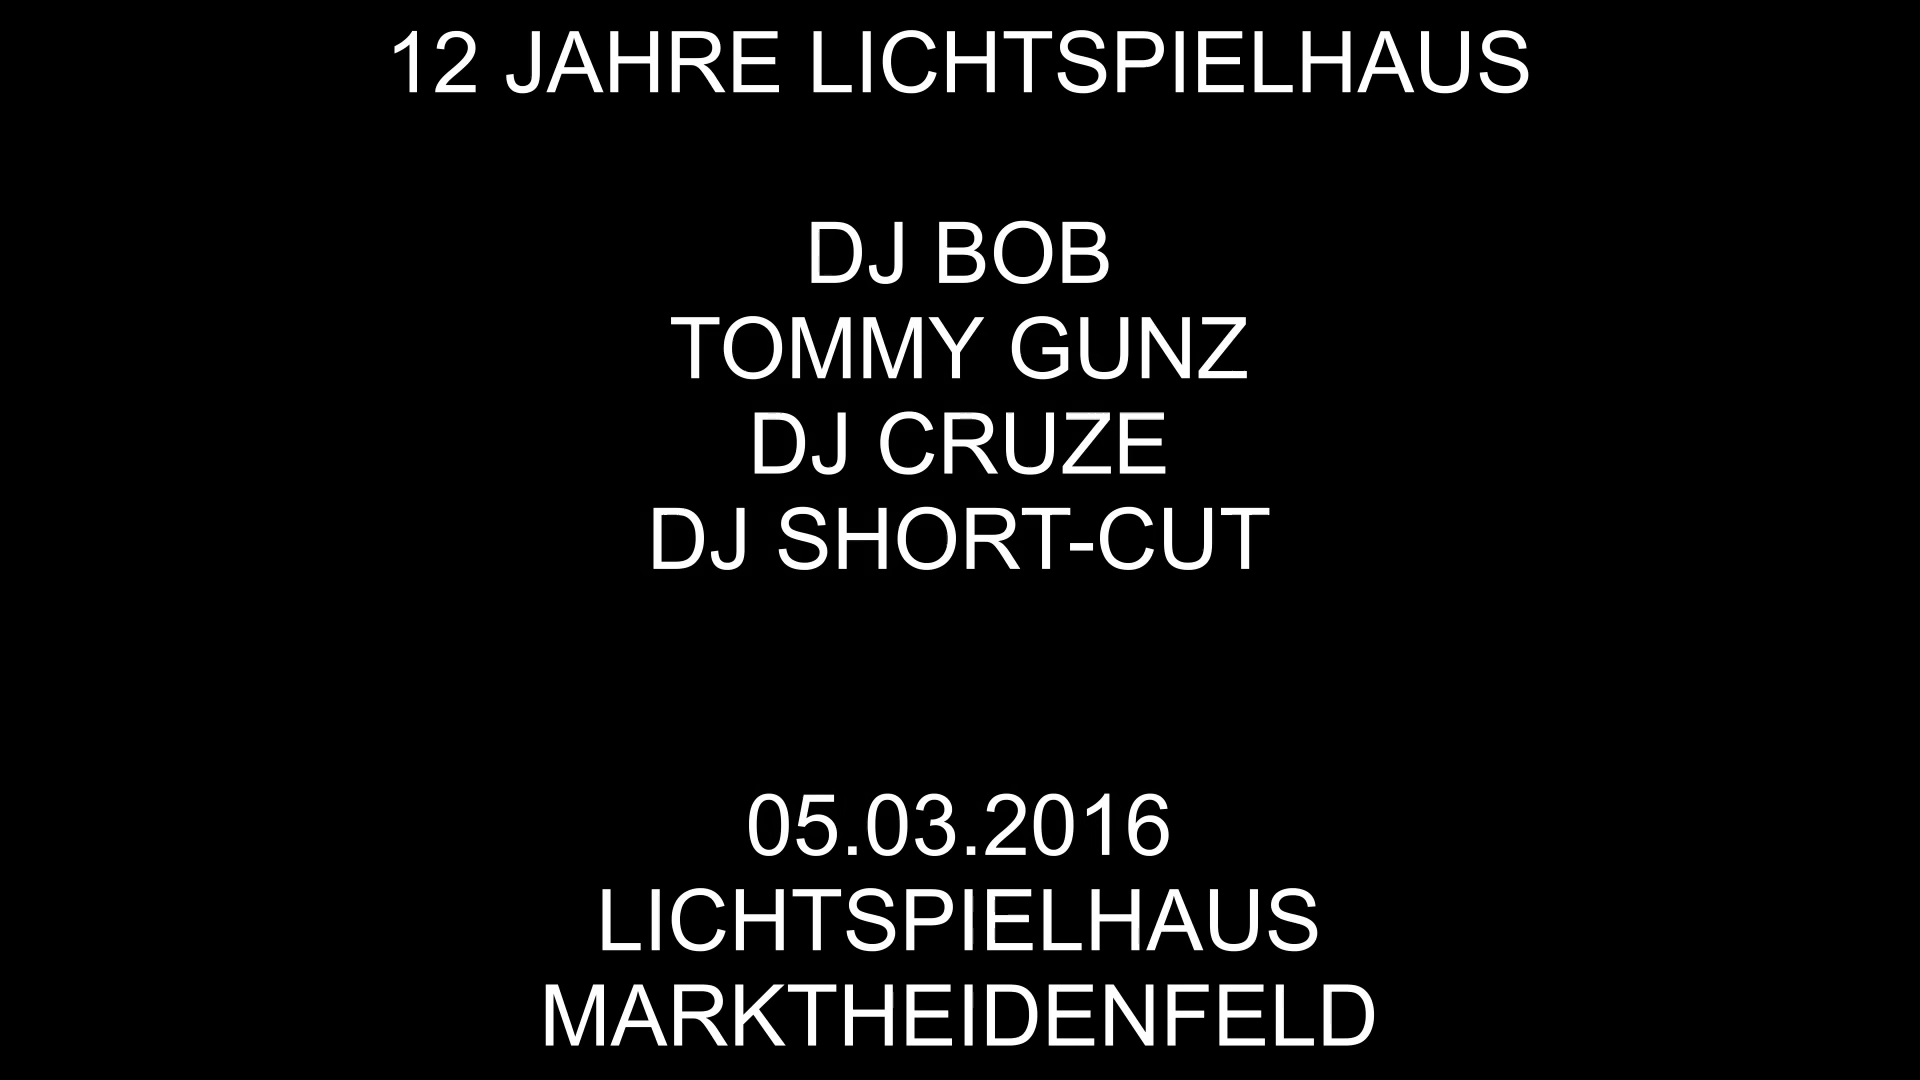 12 JAHRE LICHTSPIELHAUS
DJ BOB
TOMMY GUNZ
DJ CRUZE
DJ SHORT-CUT
05.03.2016
LICHTSPIELHAUS
MARKTHEIDENFELD